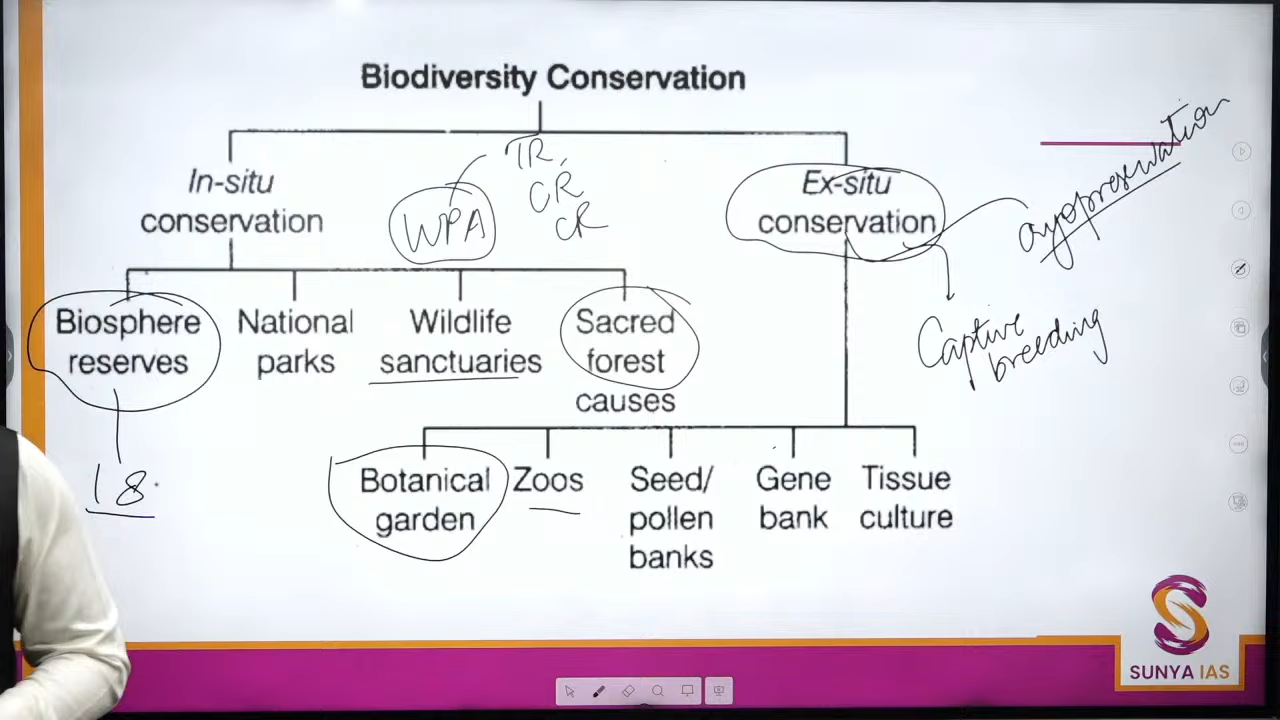 Biodiversity Conservation
In-situ
conservation
WPA
TR,
CR
CR
Ex-situ
conservation
cryopreservation
Captive
breeding
Biosphere
reserves
National
parks
Wildlife
sanctuaries
Sacred
forest
causes
18.
Botanical
garden
Zoos
Seed/
pollen
banks
Gene
bank
Tissue
culture
SUNYA IAS